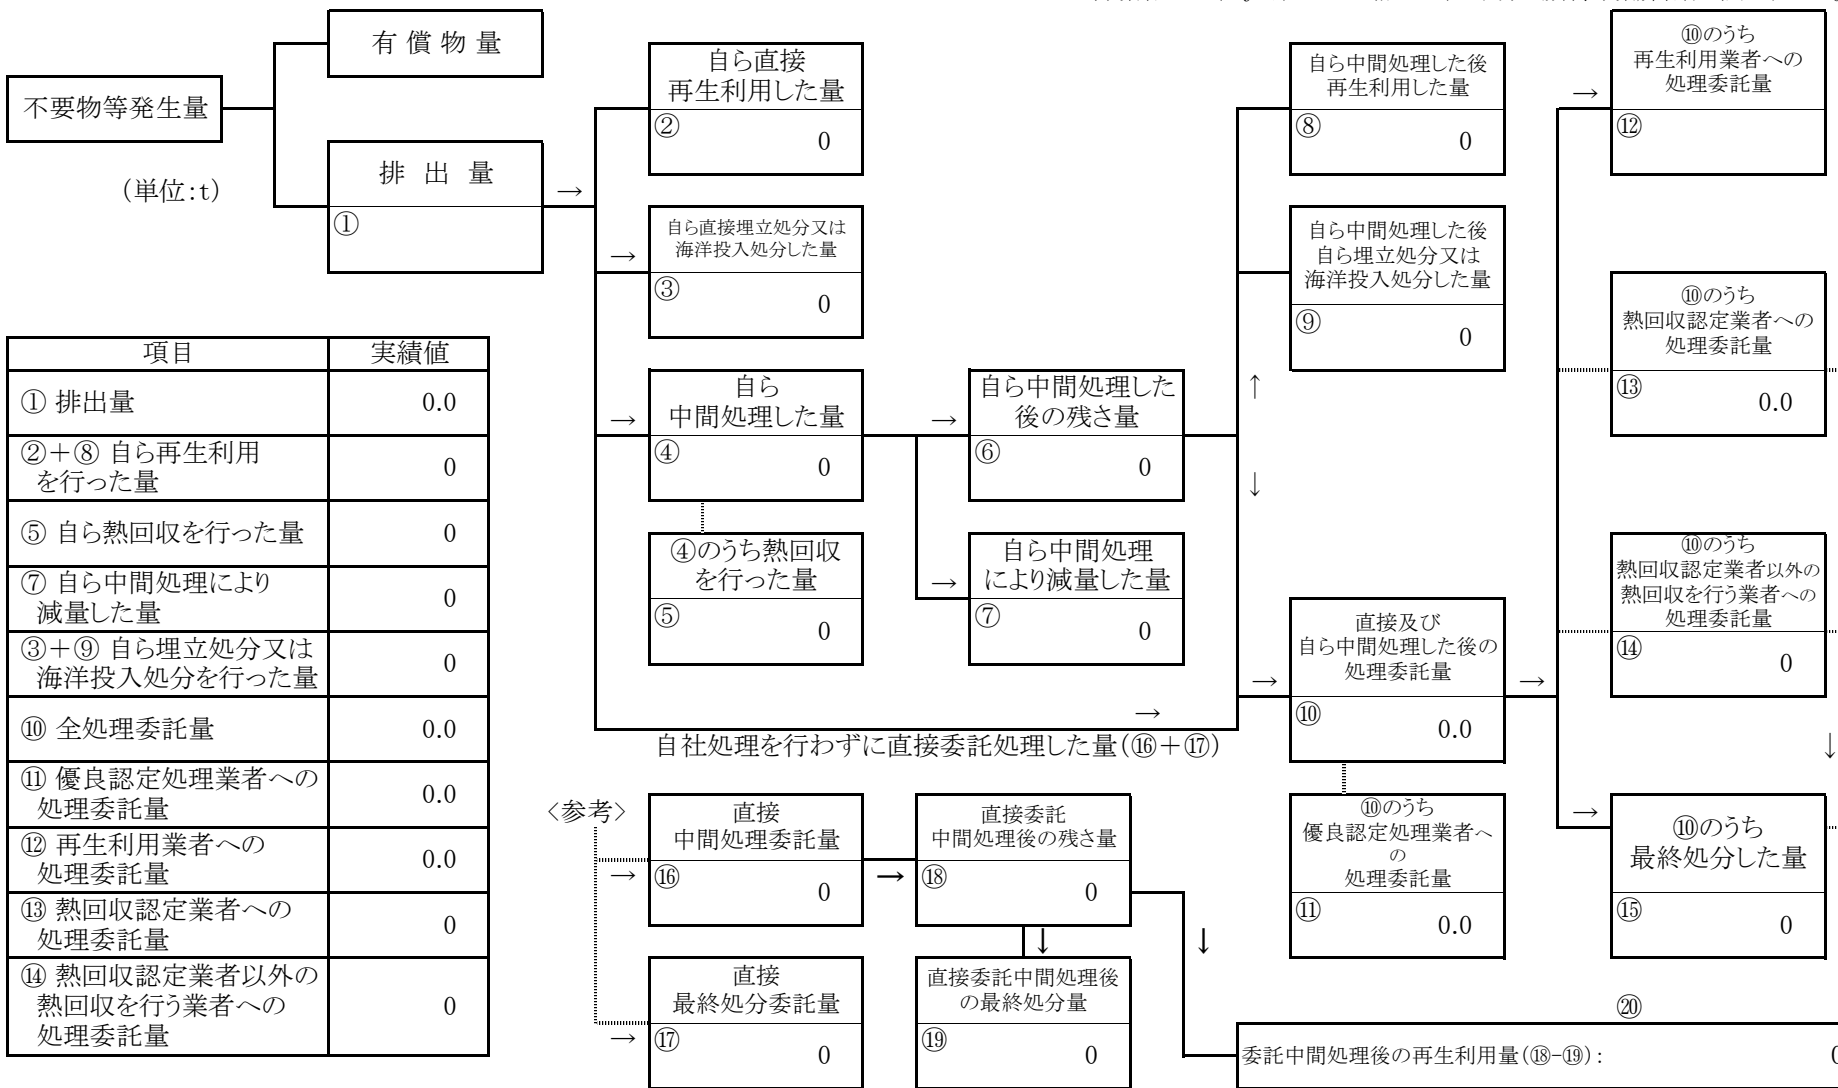 有償物量
不要物等発生量
(単位:t)
排出量
①
→
自ら直接
再生利用した量
②
0
→
自ら直接埋立処分又は
海洋投入処分した量
③
0
→
自ら
中間処理した量
④
0
④のうち熱回収
を行った量
⑤
0
→
自ら中間処理した
後の残さ量
⑥
0
→
自ら中間処理
により減量した量
⑦
0
自ら中間処理した後
再生利用した量
⑧
0
自ら中間処理した後
自ら埋立処分又は
海洋投入処分した量
⑨
0
↑
↓
→
直接及び
自ら中間処理した後の
処理委託量
⑩
0.0
→
⑩のうち
優良認定処理業者へ
の
処理委託量
⑪
0.0
→
⑩のうち
再生利用業者への
処理委託量
⑫
⑩のうち
熱回収認定業者への
処理委託量
⑬
0.0
⑩のうち
熱回収認定業者以外の
熱回収を行う業者への
処理委託量
⑭
0
↓
→
⑩のうち
最終処分した量
⑮
0
→
自社処理を行わずに直接委託処理した量(⑯+⑰)
<参考>
→
直接
中間処理委託量
⑯
0
→
直接委託
中間処理後の残さ量
⑱
0
↓
↓
→
直接
最終処分委託量
⑰
0
直接委託中間処理後
の最終処分量
⑲
0
⑳
委託中間処理後の再生利用量(⑱-⑲):
項目 実績値
① 排出量 0.0
②+⑧ 自ら再生利用
を行った量 0
⑤ 自ら熱回収を行った量 0
⑦ 自ら中間処理により
減量した量 0
③+⑨ 自ら埋立処分又は
海洋投入処分を行った量 0
⑩ 全処理委託量 0.0
⑪ 優良認定処理業者への
処理委託量 0.0
⑫ 再生利用業者への
処理委託量 0.0
⑬ 熱回収認定業者への
処理委託量 0
⑭ 熱回収認定業者以外の
熱回収を行う業者への
処理委託量 0